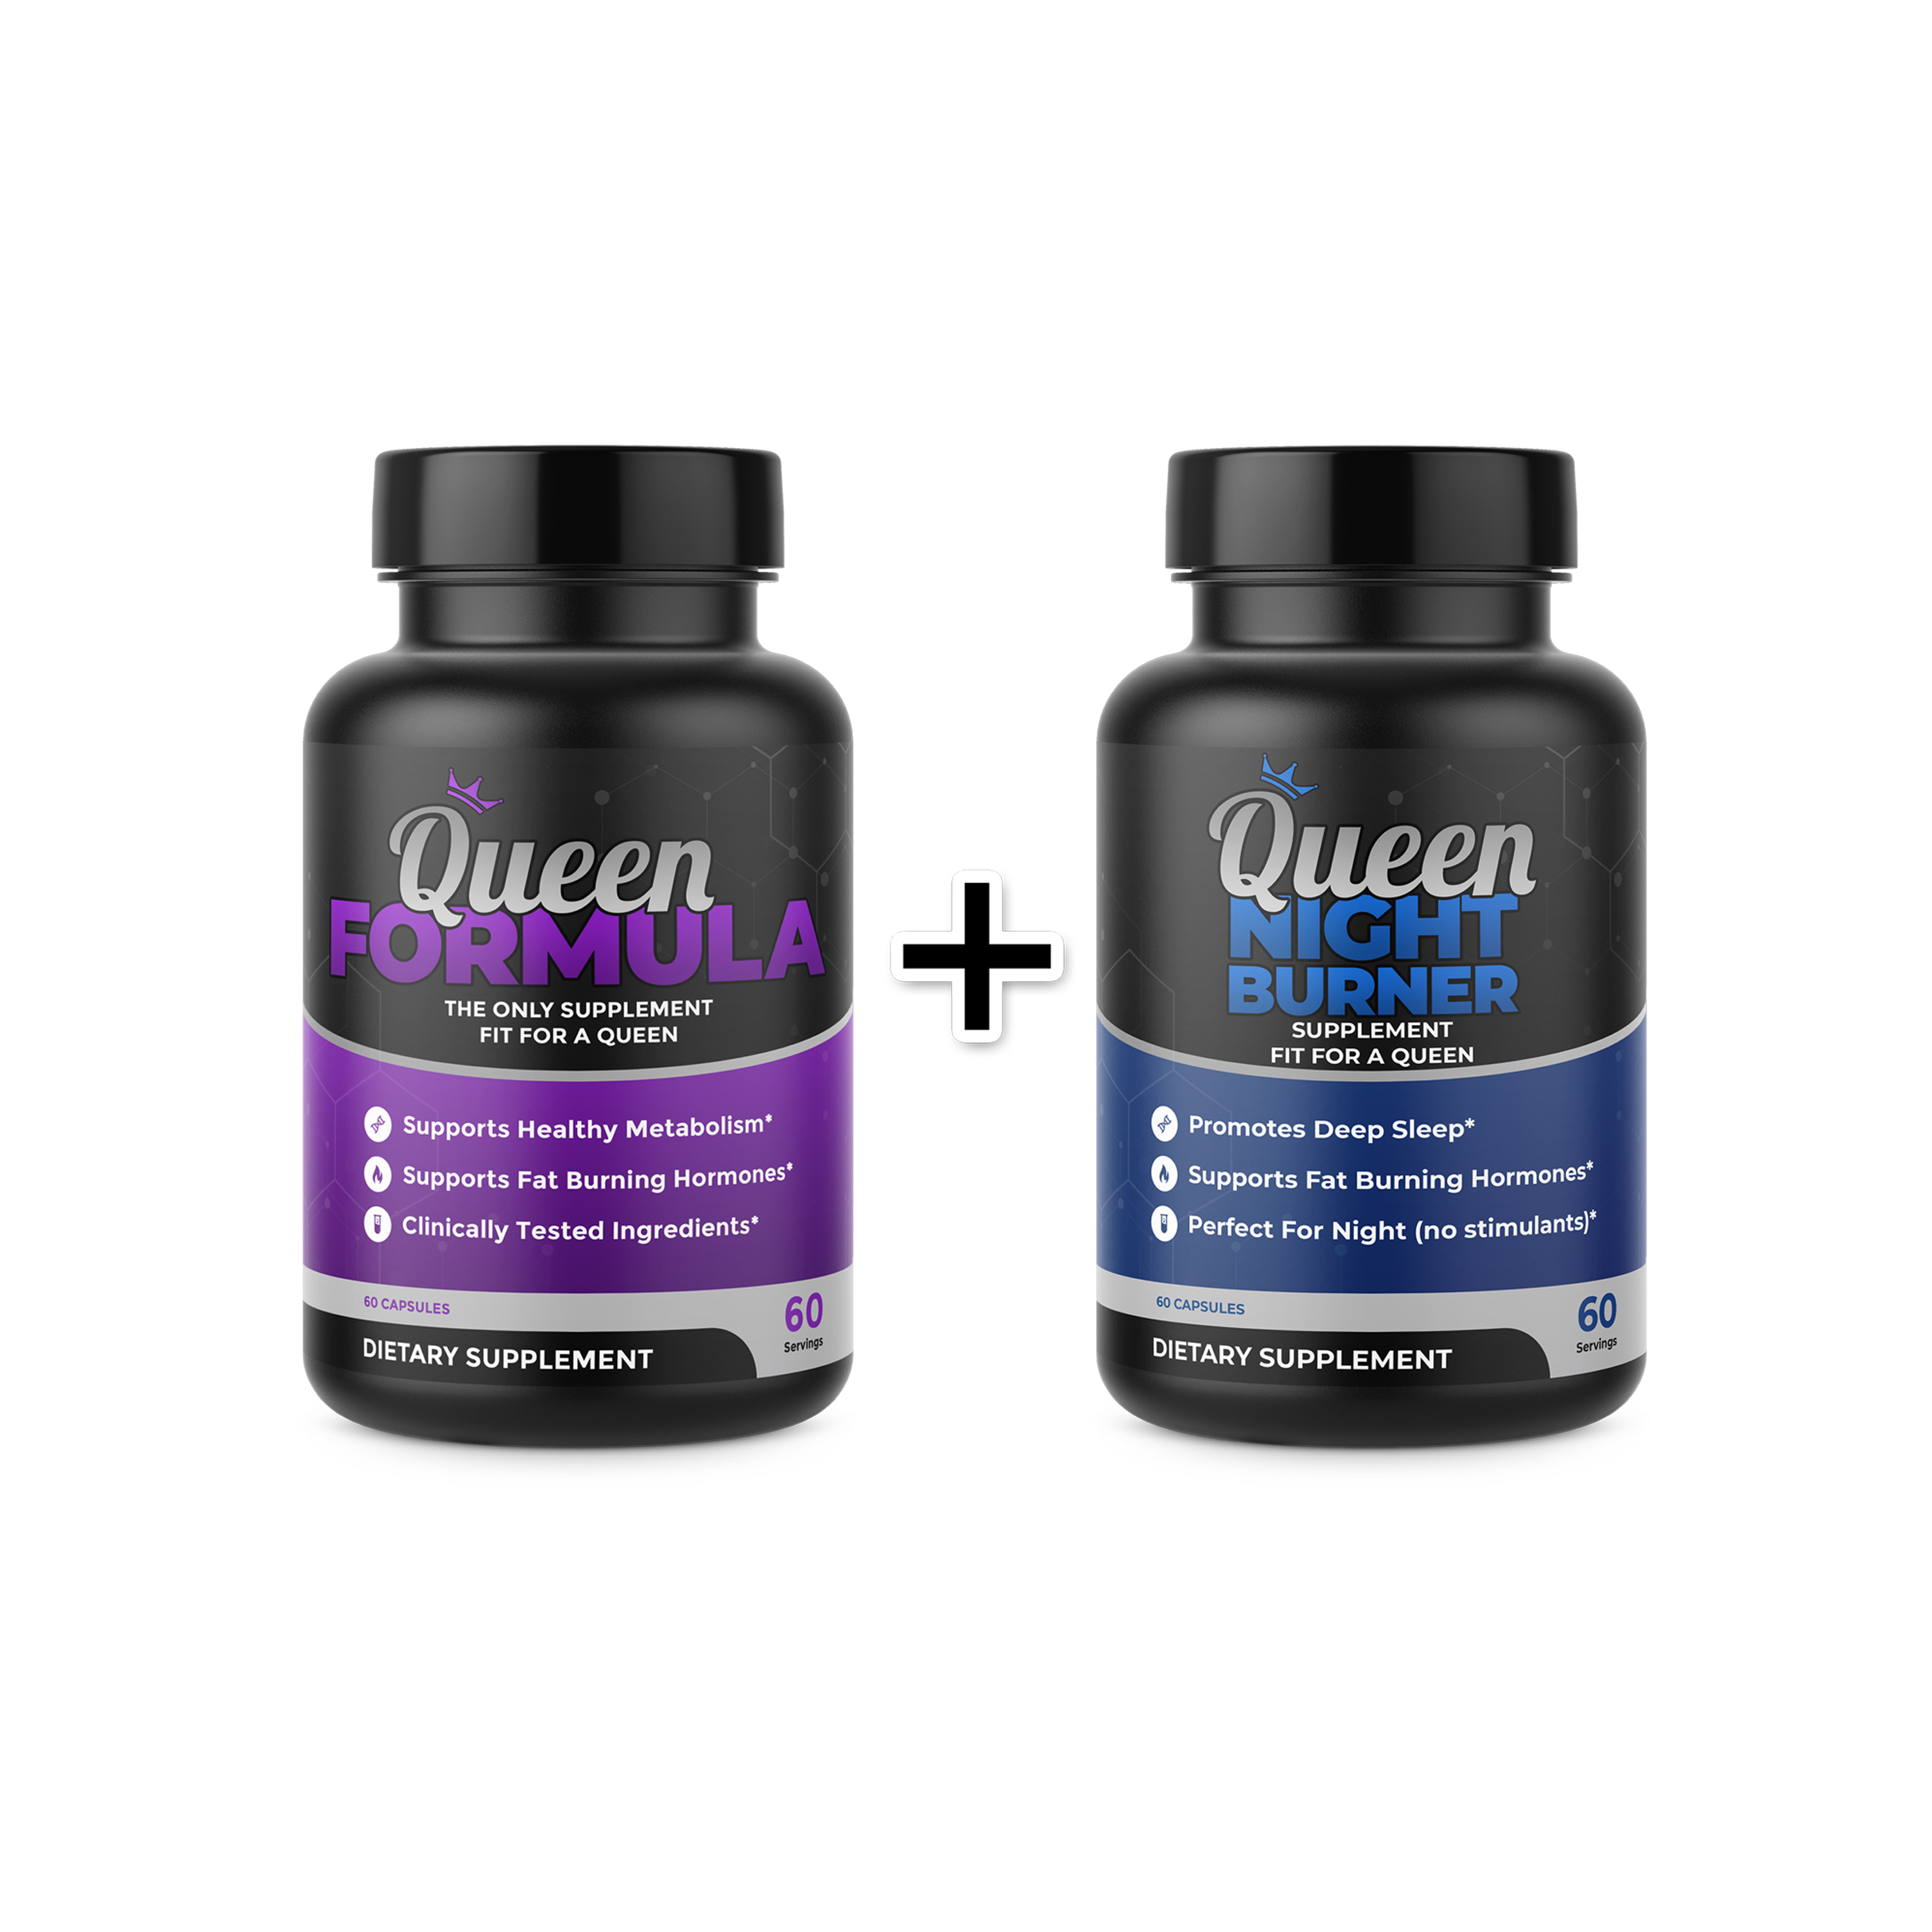 Queen
FORMULA
THE ONLY SUPPLEMENT
FIT FOR A QUEEN
Supports Healthy Metabolism*
Supports Fat Burning Hormones*
Clinically Tested Ingredients*
60 CAPSULES
60
Servings
DIETARY SUPPLEMENT
+
Queen
NIGHT
BURNER
SUPPLEMENT
FIT FOR A QUEEN
Promotes Deep Sleep*
Supports Fat Burning Hormones*
Perfect For Night (no stimulants)*
60 CAPSULES
60
Servings
DIETARY SUPPLEMENT